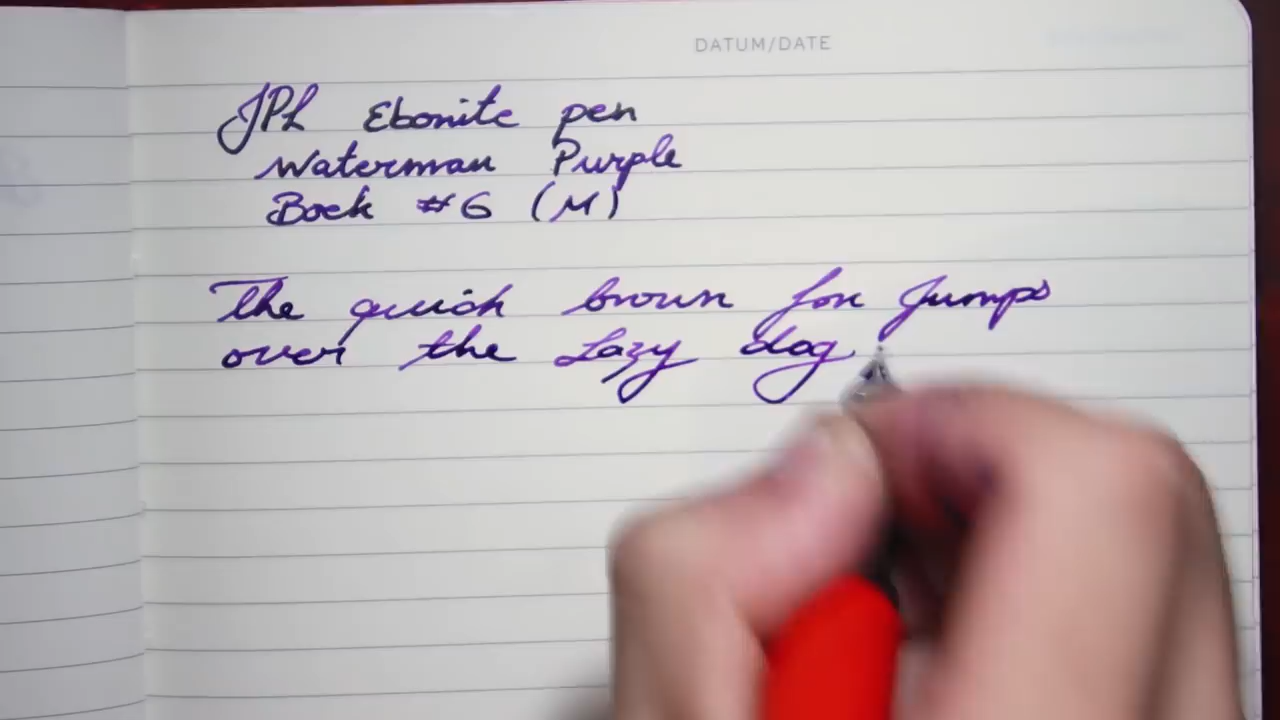 DATUM/DATE
JPL Ebonite pen
Waterman Purple
Bock #6 (M)
The quick brown fox jumps
over the Lazy dog